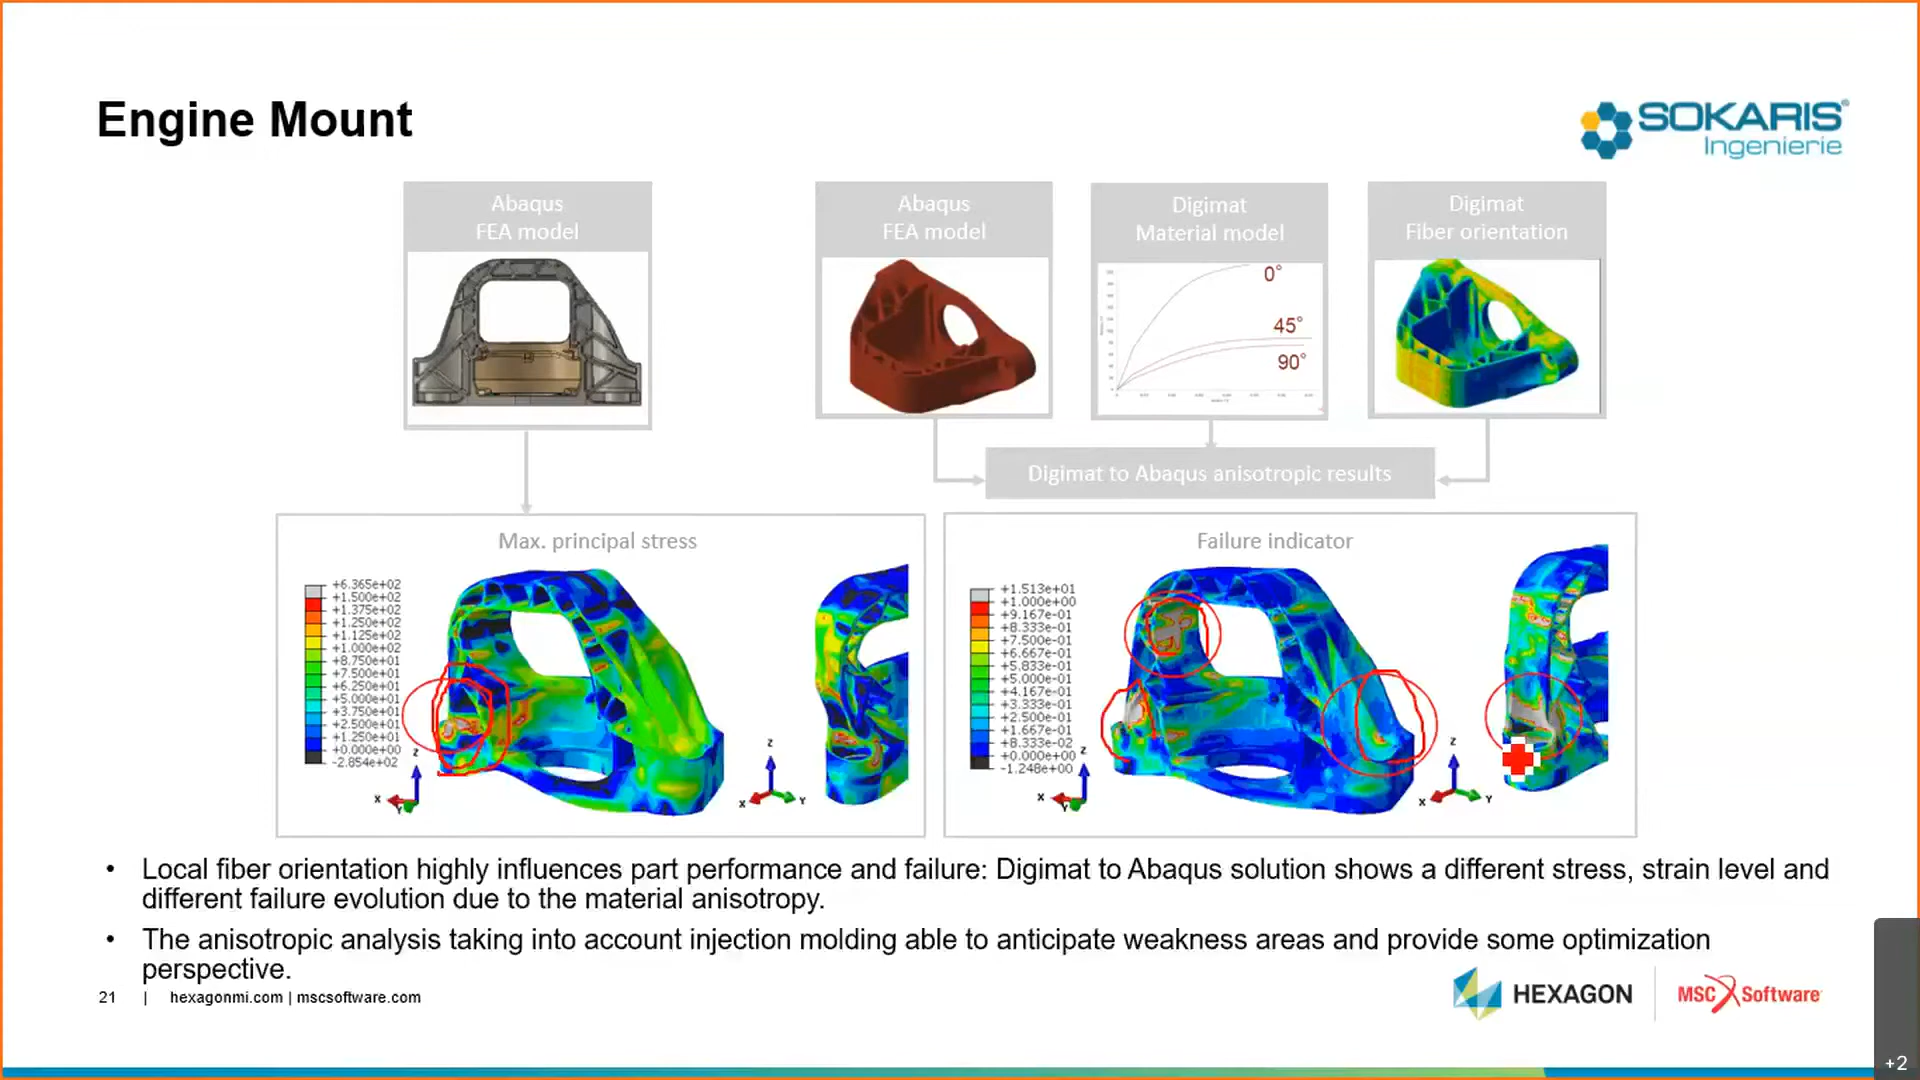 Engine Mount
SOKARIS®
Ingenierie
Abaqus
FEA model
Abaqus
FEA model
Digimat
Material model
Digimat
Fiber orientation
0°
45°
90°
Digimat to Abaqus anisotropic results
Max. principal stress
+6.365e+02
+1.500e+02
+1.375e+02
+1.250e+02
+1.125e+02
+1.000e+02
+8.750e+01
+7.500e+01
+6.250e+01
+5.000e+01
+3.750e+01
+2.500e+01
+1.250e+01
+0.000e+00
-2.854e+02
Z
X
Y
Z
X
Y
Failure indicator
+1.513e+01
+1.000e+00
+9.167e-01
+8.333e-01
+7.500e-01
+6.667e-01
+5.833e-01
+5.000e-01
+4.167e-01
+3.333e-01
+2.500e-01
+1.667e-01
+8.333e-02
+0.000e+00
-1.248e+00
Z
X
Y
Z
X
Y
• Local fiber orientation highly influences part performance and failure: Digimat to Abaqus solution shows a different stress, strain level and
different failure evolution due to the material anisotropy.
• The anisotropic analysis taking into account injection molding able to anticipate weakness areas and provide some optimization
perspective.
21 | hexagonmi.com | mscsoftware.com
HEXAGON
MSC Software
+2